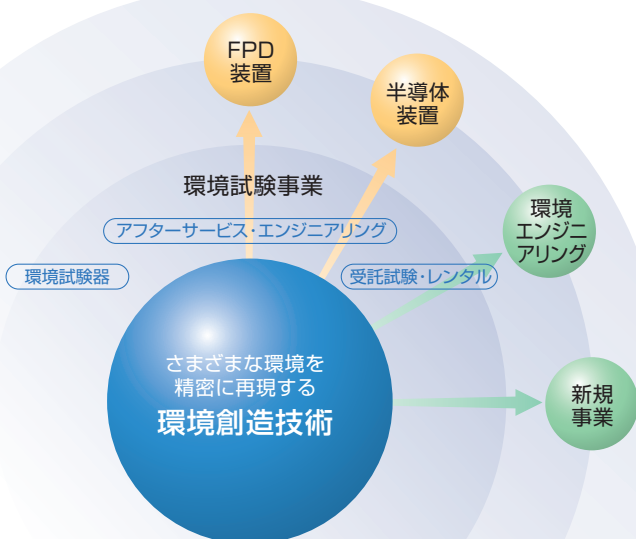 FPD
装置
半導体
装置
環境試験事業
環境
エンジニ
アリング
アフターサービス・エンジニアリング
環境試験器
受託試験・レンタル
さまざまな環境を
精密に再現する
環境創造技術
新規
事業